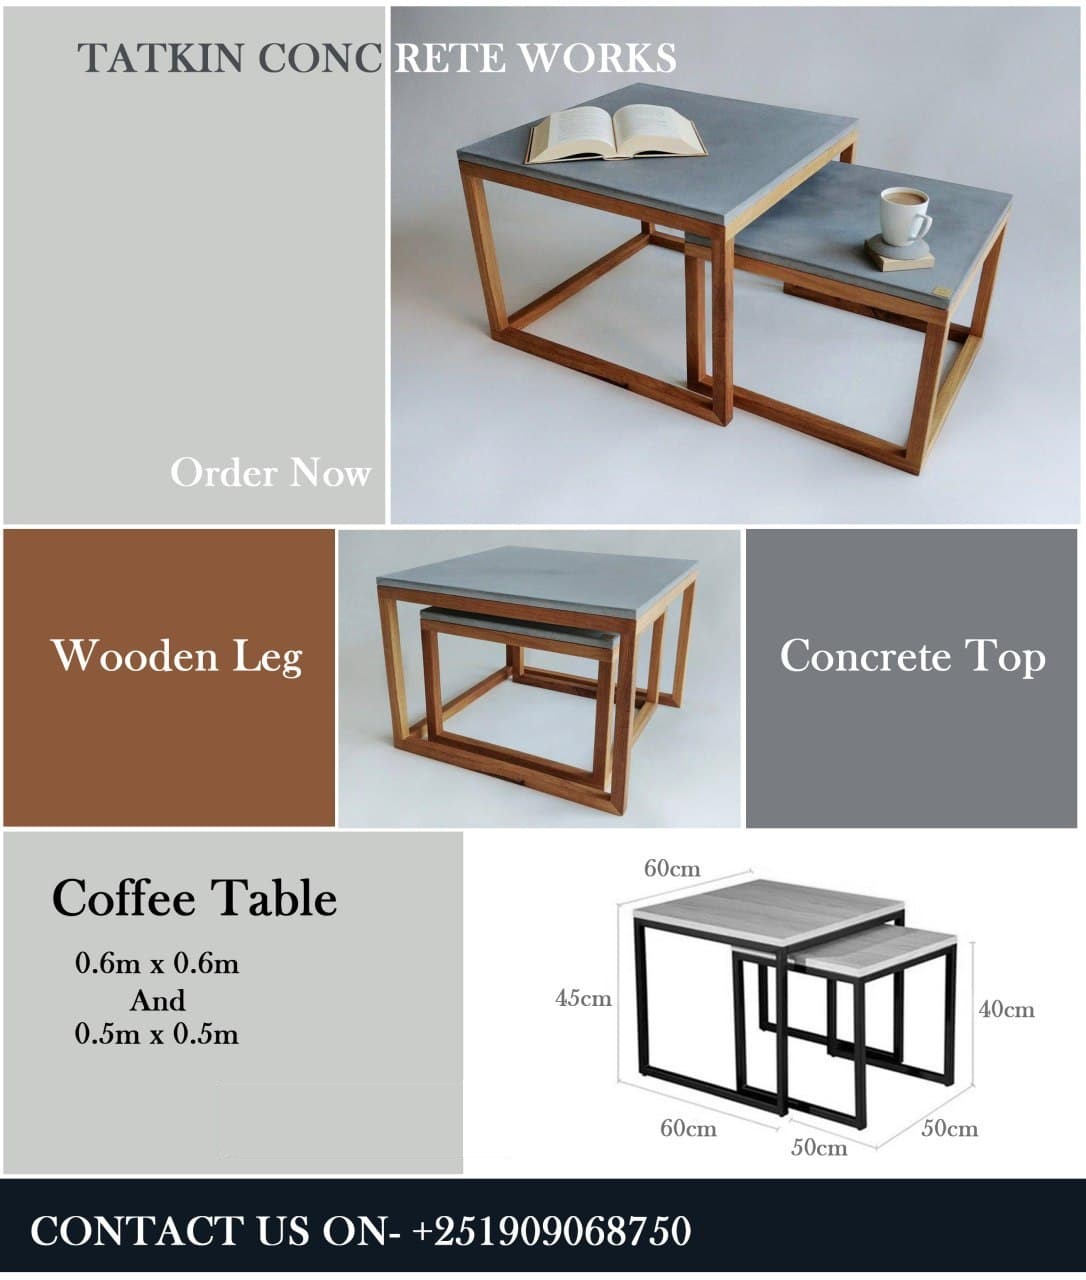 TATKIN CONCRETE WORKS
Order Now
Wooden Leg
Concrete Top
Coffee Table
0.6m x 0.6m
And
0.5m x 0.5m
60cm
45cm
40cm
60cm
50cm
50cm
CONTACT US ON- +251909068750